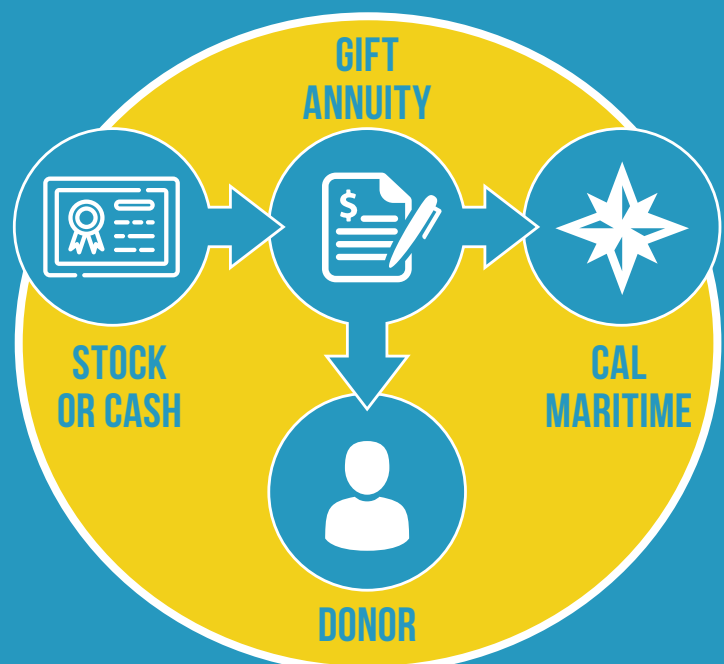 GIFT
ANNUITY
$
STOCK
OR CASH
CAL
MARITIME
DONOR